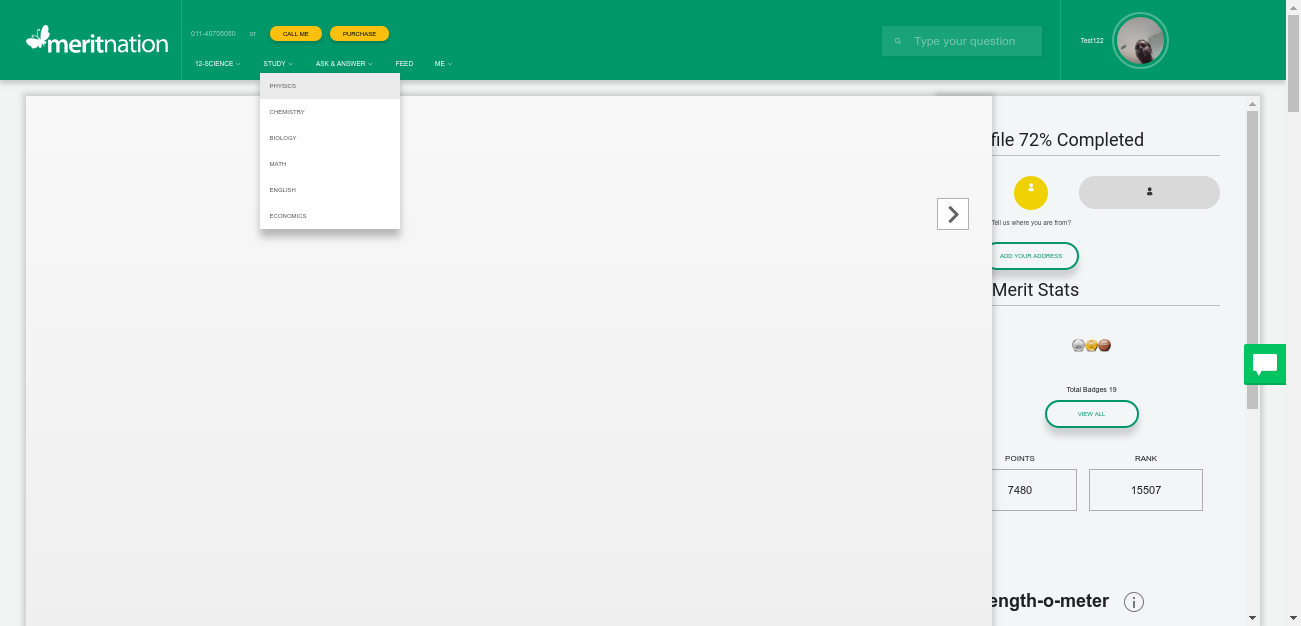 meritnation
011-40705050 or CALL ME PURCHASE
Type your question
Test122
12-SCIENCE STUDY ASK & ANSWER FEED ME
PHYSICS
CHEMISTRY
BIOLOGY
MATH
ENGLISH
ECONOMICS
file 72% Completed
Tell us where you are from?
ADD YOUR ADDRESS
Merit Stats
Total Badges 19
VIEW ALL
POINTS RANK
7480 15507
ength-o-meter